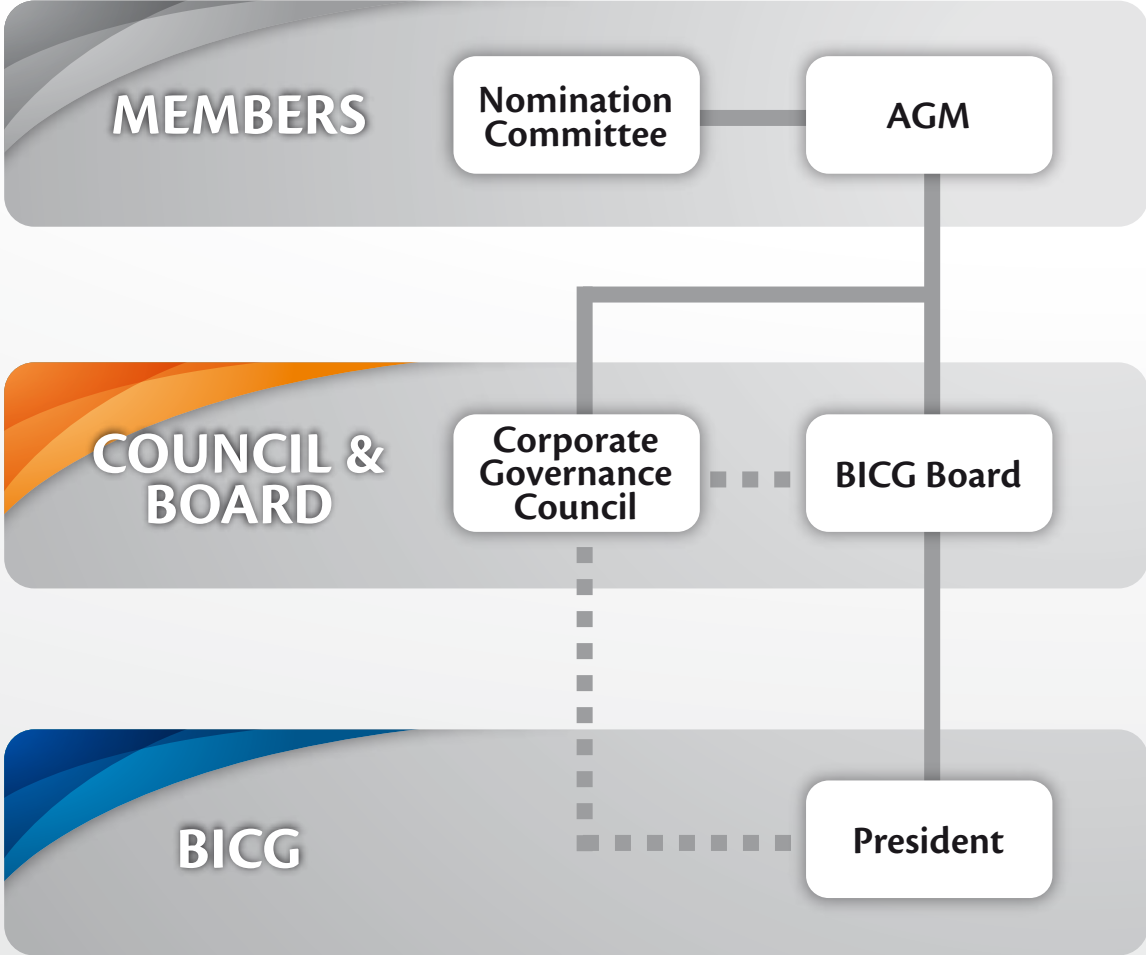 MEMBERS
Nomination
Committee
AGM
COUNCIL &
BOARD
Corporate
Governance
Council
BICG Board
BICG
President